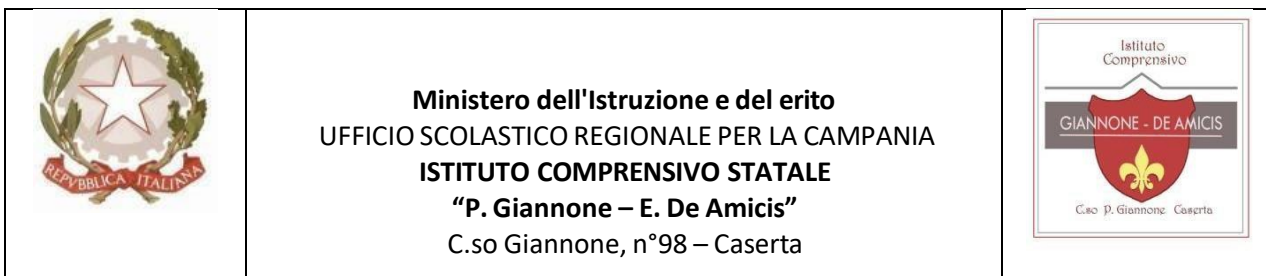 REPVBBLICA ITALIANA
Ministero dell'Istruzione e del erito
UFFICIO SCOLASTICO REGIONALE PER LA CAMPANIA
ISTITUTO COMPRENSIVO STATALE
“P. Giannone – E. De Amicis”
C.so Giannone, n°98 – Caserta
Istituto
Comprensivo
GIANNONE - DE AMICIS
C.so P. Giannone Caserta